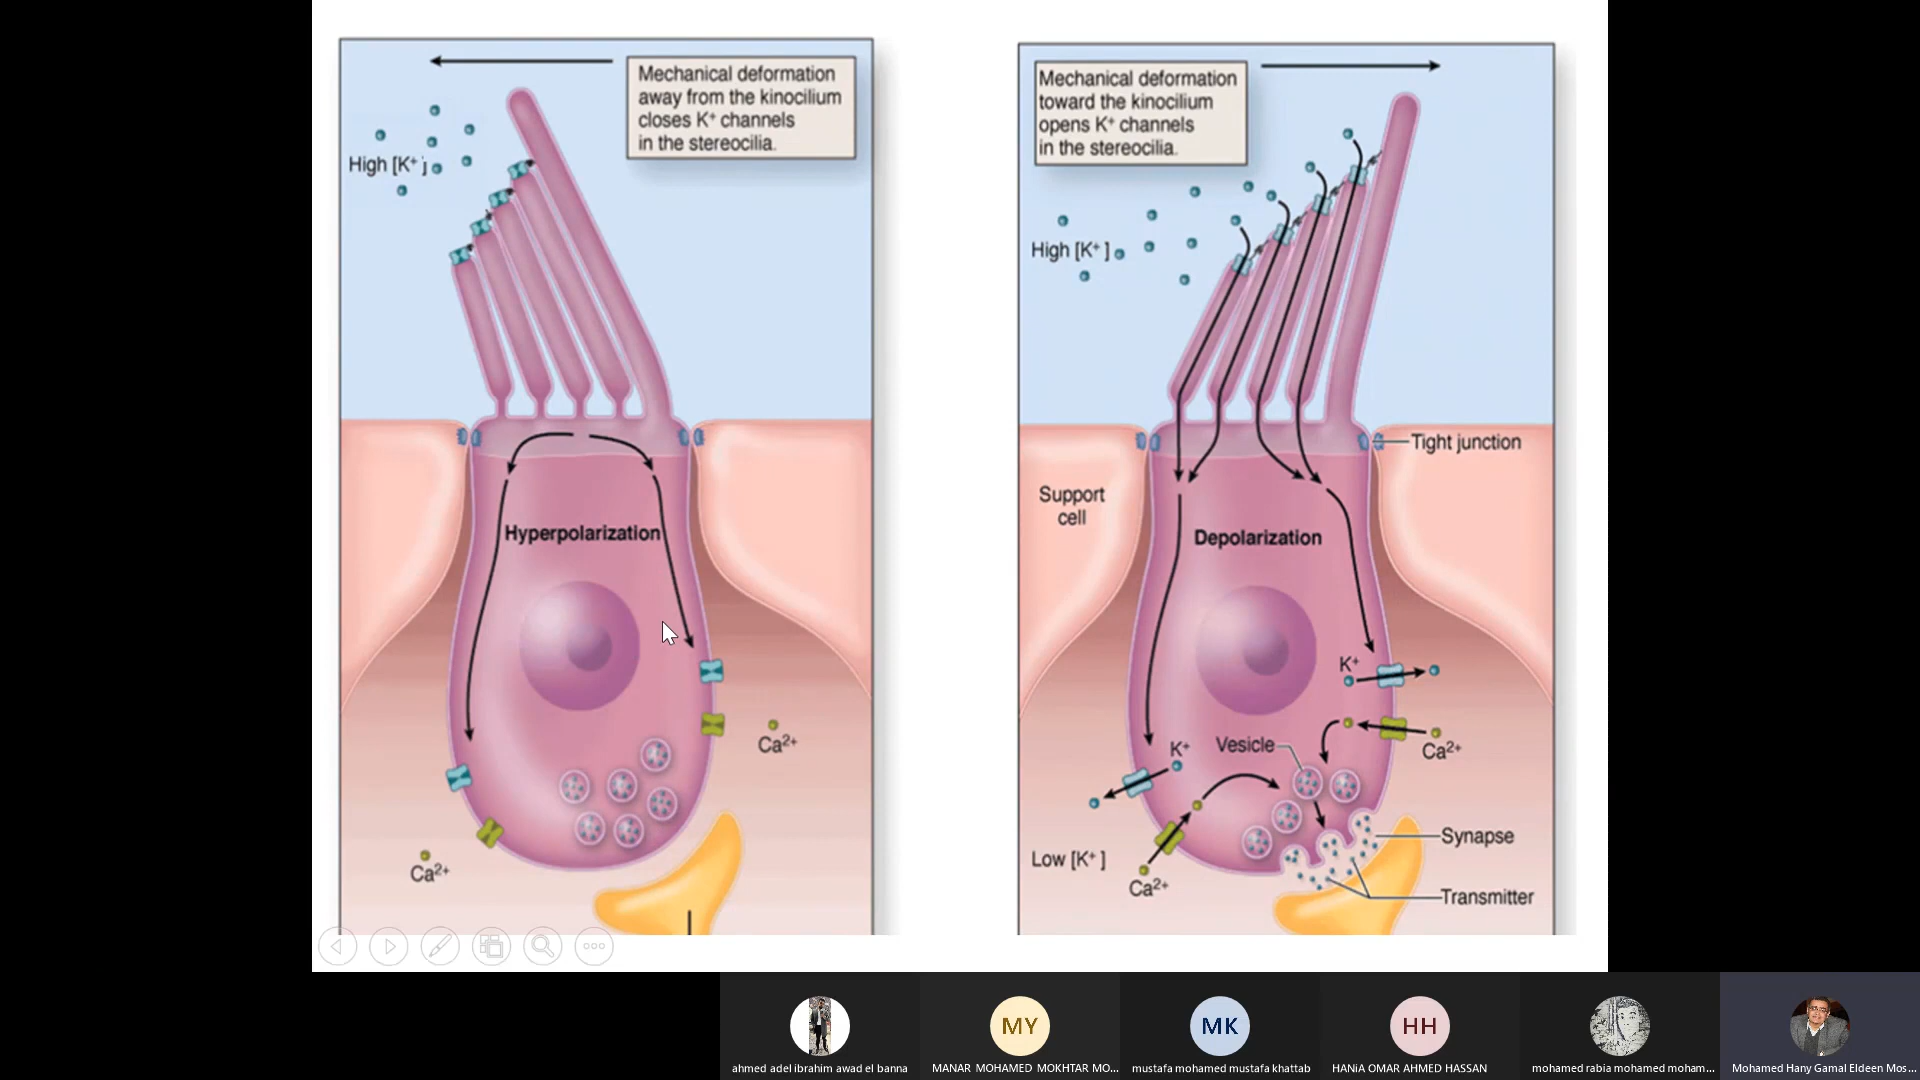 Mechanical deformation
away from the kinocilium
closes K⁺ channels
in the stereocilia.
High [K⁺]
Hyperpolarization
Ca²⁺
Ca²⁺
Mechanical deformation
toward the kinocilium
opens K⁺ channels
in the stereocilia.
High [K⁺]
Tight junction
Support
cell
Depolarization
K⁺
K⁺
Vesicle
Ca²⁺
Synapse
Low [K⁺]
Ca²⁺
Transmitter
MY
MK
HH
ahmed adel ibrahim awad el banna
MANAR MOHAMED MOKHTAR MO...
mustafa mohamed mustafa khattab
HANiA OMAR AHMED HASSAN
mohamed rabia mohamed moham...
Mohamed Hany Gamal Eldeen Mos...